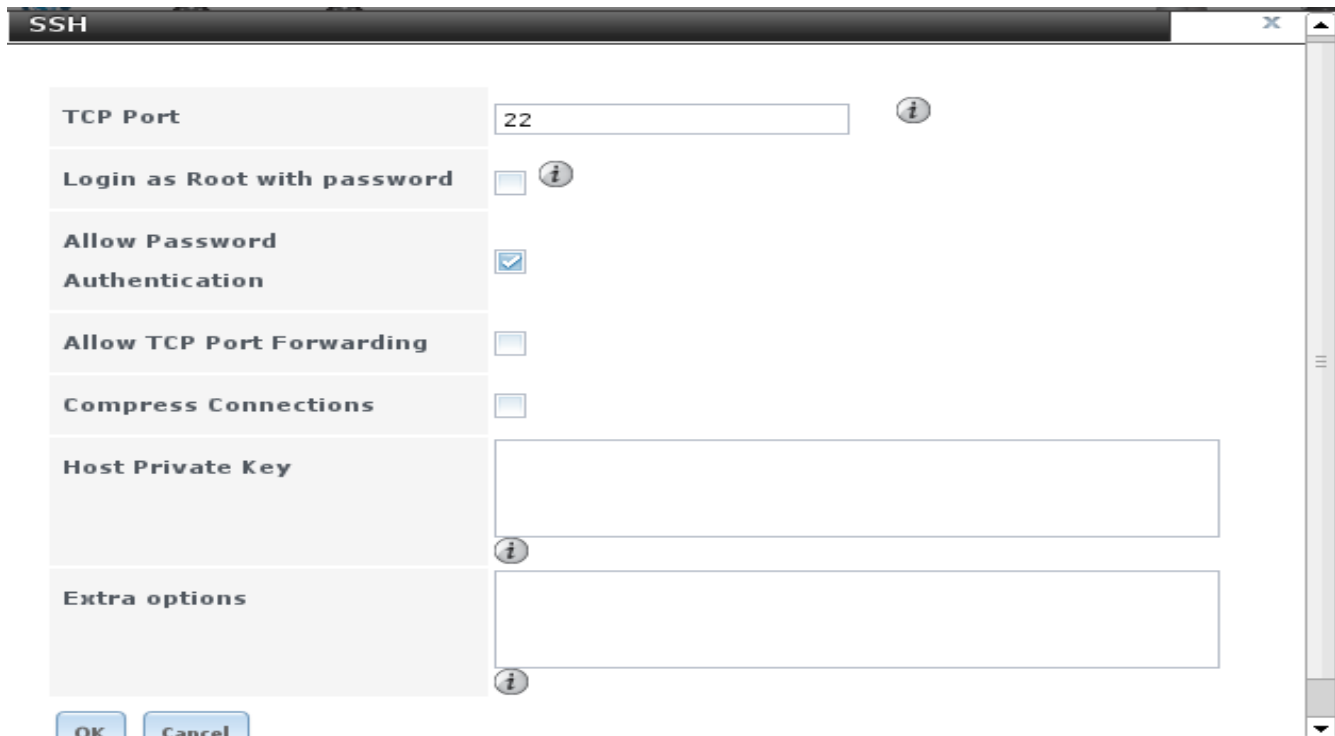 SSH
x
TCP Port
22
i
Login as Root with password
i
Allow Password
Authentication
Allow TCP Port Forwarding
Compress Connections
Host Private Key
i
Extra options
i
OK
Cancel